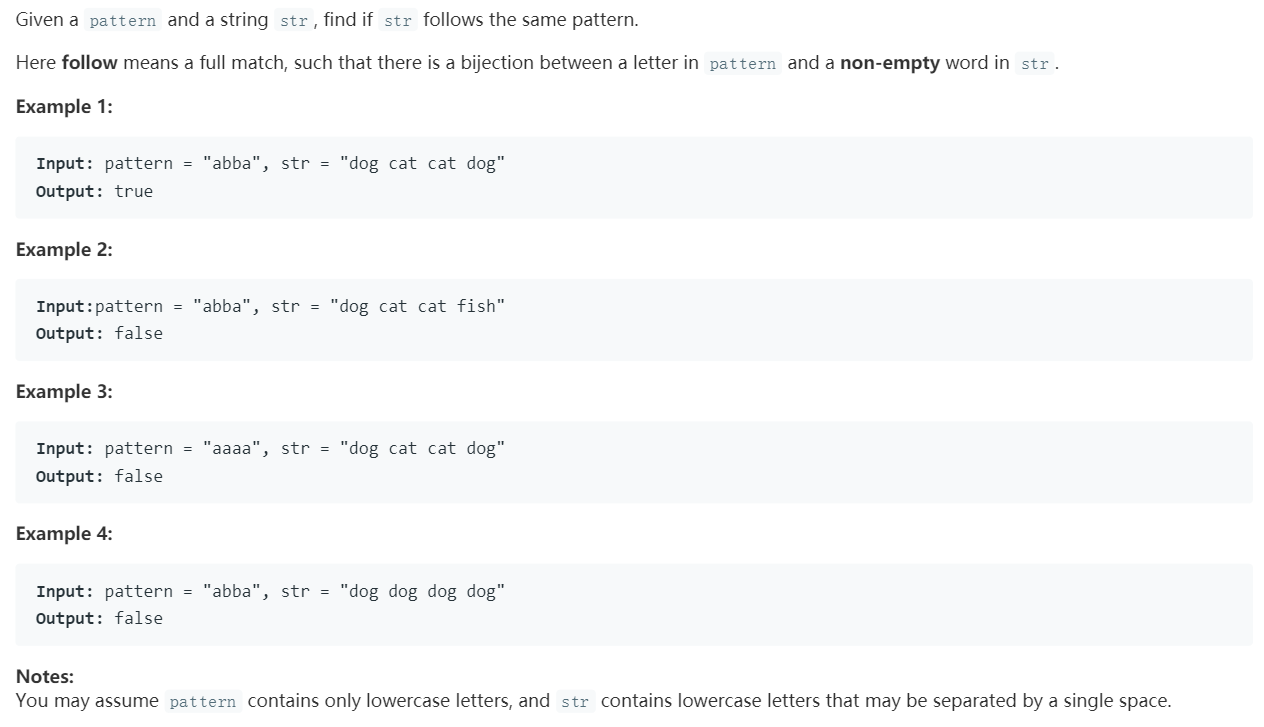 Given a pattern and a string str , find if str follows the same pattern.
Here follow means a full match, such that there is a bijection between a letter in pattern and a non-empty word in str .
Example 1:
Input: pattern = "abba", str = "dog cat cat dog"
Output: true
Example 2:
Input:pattern = "abba", str = "dog cat cat fish"
Output: false
Example 3:
Input: pattern = "aaaa", str = "dog cat cat dog"
Output: false
Example 4:
Input: pattern = "abba", str = "dog dog dog dog"
Output: false
Notes:
You may assume pattern contains only lowercase letters, and str contains lowercase letters that may be separated by a single space.